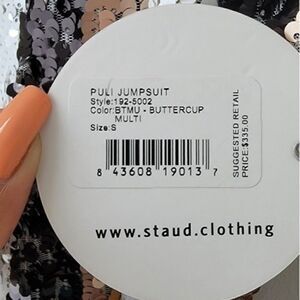 PULI JUMPSUIT
Style:192-5002
Color:BTMU - BUTTERCUP
MULTI
Size:S
8 43608 19013 7
SUGGESTED RETAIL
PRICE:$335.00
www.staud.clothing